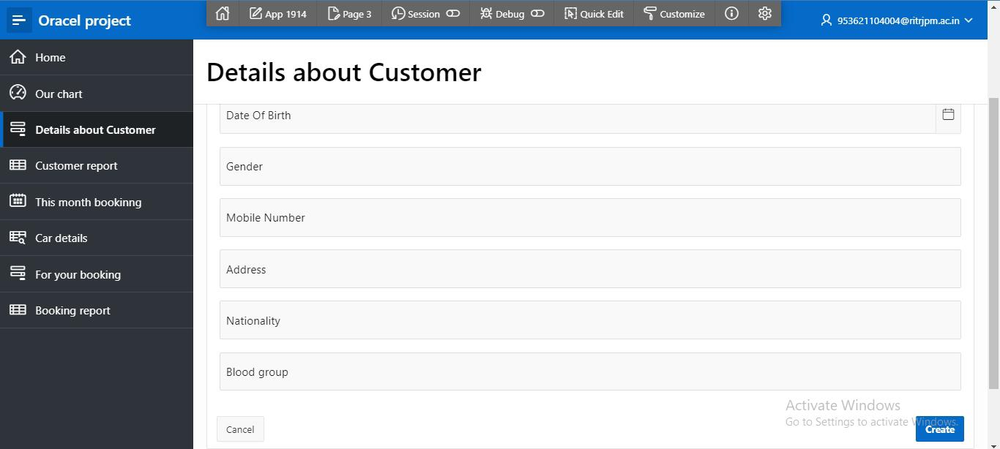 Oracel project
App 1914
Page 3
Session
Debug
Quick Edit
Customize
953621104004@ritrjpm.ac.in
Home
Our chart
Details about Customer
Customer report
This month bookinng
Car details
For your booking
Booking report
Details about Customer
Date Of Birth
Gender
Mobile Number
Address
Nationality
Blood group
Activate Windows
Go to Settings to activate Windows.
Cancel
Create